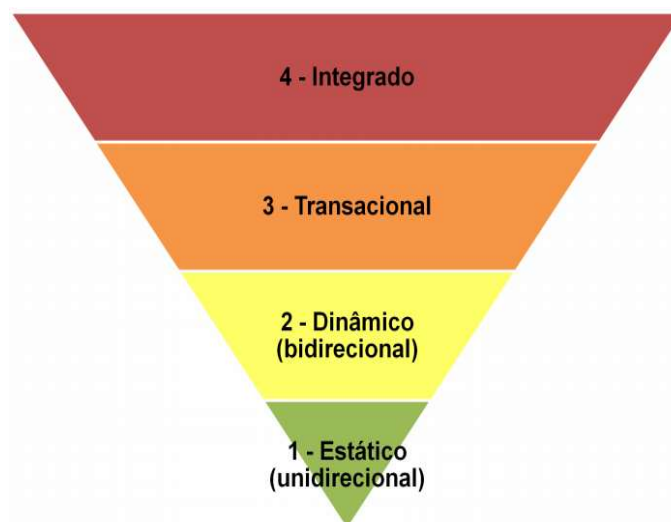 4 - Integrado
3 - Transacional
2 - Dinâmico
(bidirecional)
1 - Estático
(unidirecional)